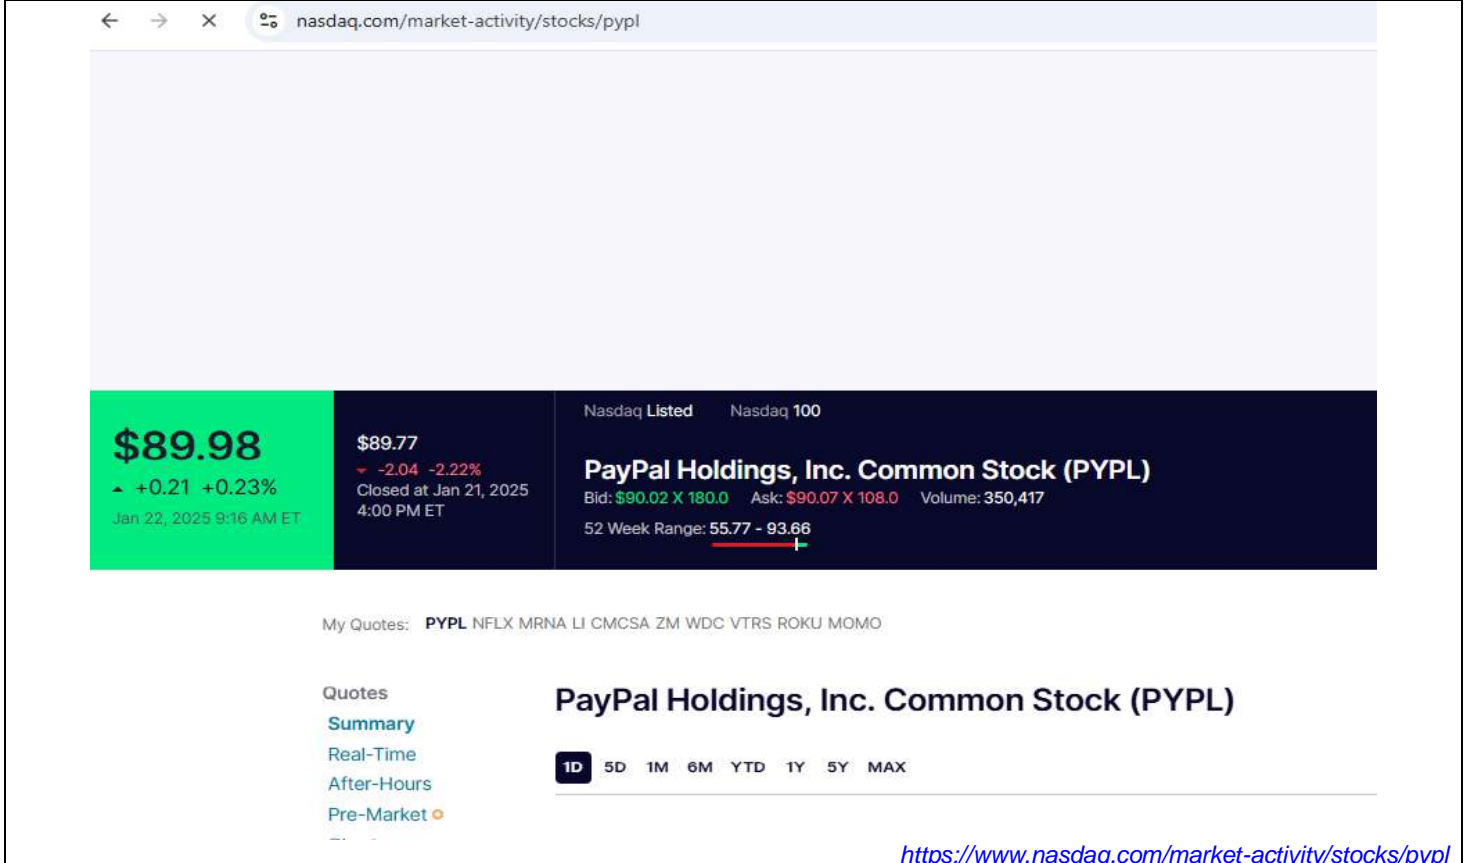 nasdaq.com/market-activity/stocks/pypl
$89.98
+0.21 +0.23%
Jan 22, 2025 9:16 AM ET
$89.77
-2.04 -2.22%
Closed at Jan 21, 2025
4:00 PM ET
Nasdaq Listed Nasdaq 100
PayPal Holdings, Inc. Common Stock (PYPL)
Bid: $90.02 X 180.0 Ask: $90.07 X 108.0 Volume: 350,417
52 Week Range: 55.77 - 93.66
My Quotes: PYPL NFLX MRNA LI CMCSA ZM WDC VTRS ROKU MOMO
Quotes
Summary
Real-Time
After-Hours
Pre-Market
PayPal Holdings, Inc. Common Stock (PYPL)
1D 5D 1M 6M YTD 1Y 5Y MAX
https://www.nasdaq.com/market-activity/stocks/pypl